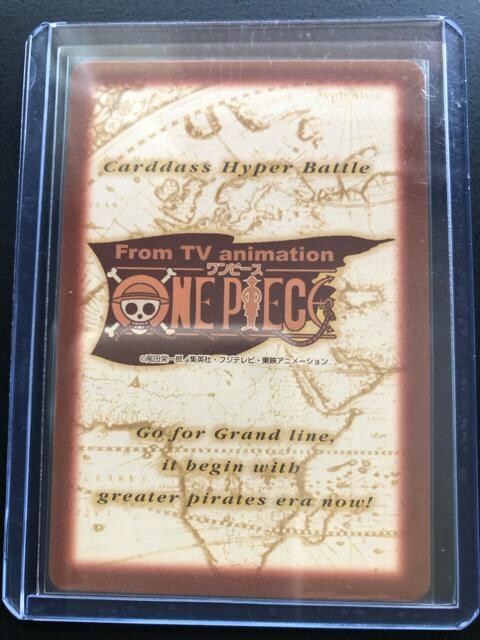 Septentrio
Carddass Hyper Battle
From TV animation
ワンピース
ONE PIECE
©尾田栄一郎/集英社・フジテレビ・東映アニメーション
Go for Grand line,
it begin with
greater pirates era now!